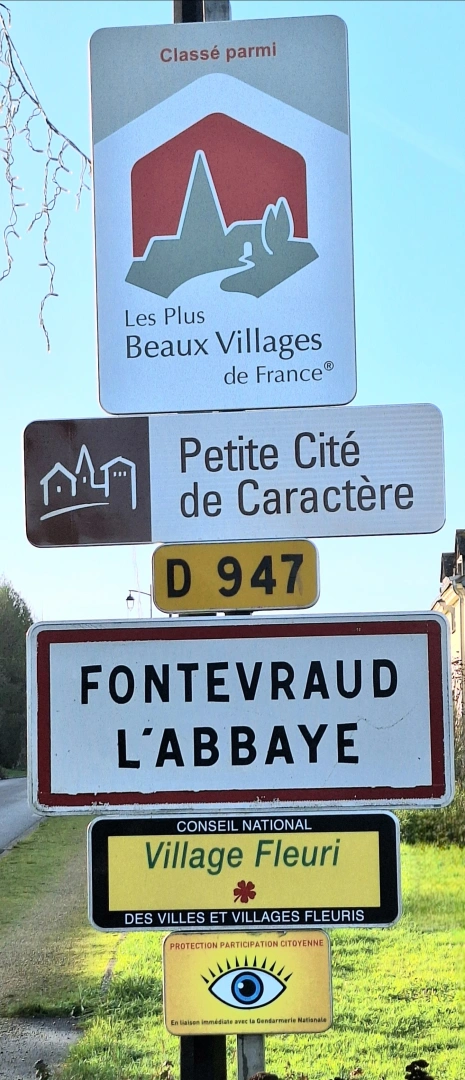 Classé parmi
Les Plus
Beaux Villages
de France®
Petite Cité
de Caractère
D 947
FONTEVRAUD
L'ABBAYE
CONSEIL NATIONAL
Village Fleuri
DES VILLES ET VILLAGES FLEURIS
PROTECTION PARTICIPATION CITOYENNE
En liaison immédiate avec la Gendarmerie Nationale